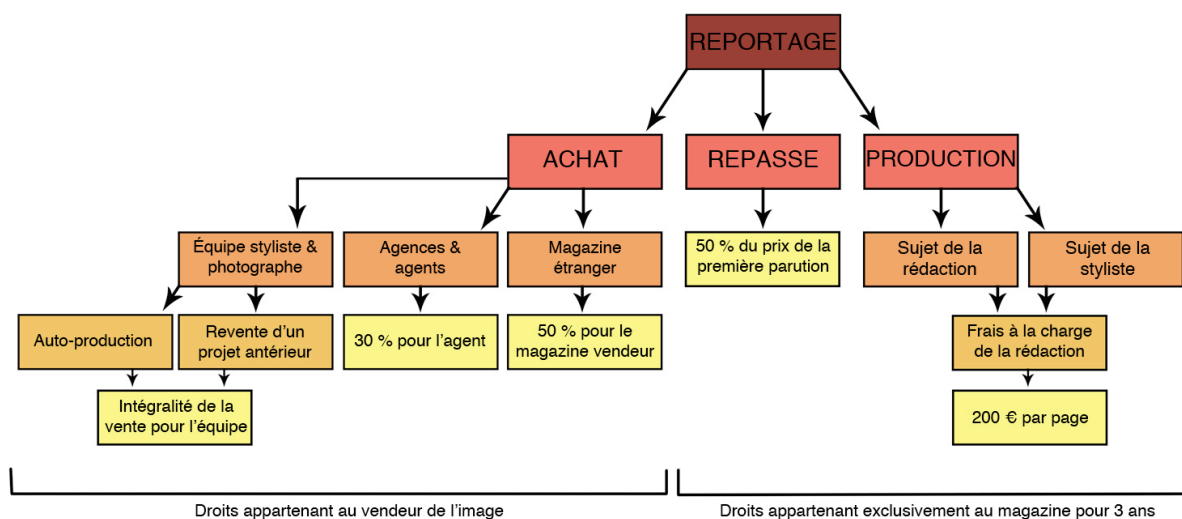 REPORTAGE
ACHAT
REPASSE
PRODUCTION
Équipe styliste &
photographe
Agences &
agents
Magazine
étranger
50 % du prix de la
première parution
Sujet de la
rédaction
Sujet de la
styliste
Auto-production
Revente d’un
projet antérieur
30 % pour l’agent
50 % pour le
magazine vendeur
Frais à la charge
de la rédaction
Intégralité de la
vente pour l’équipe
200 € par page
Droits appartenant au vendeur de l’image
Droits appartenant exclusivement au magazine pour 3 ans